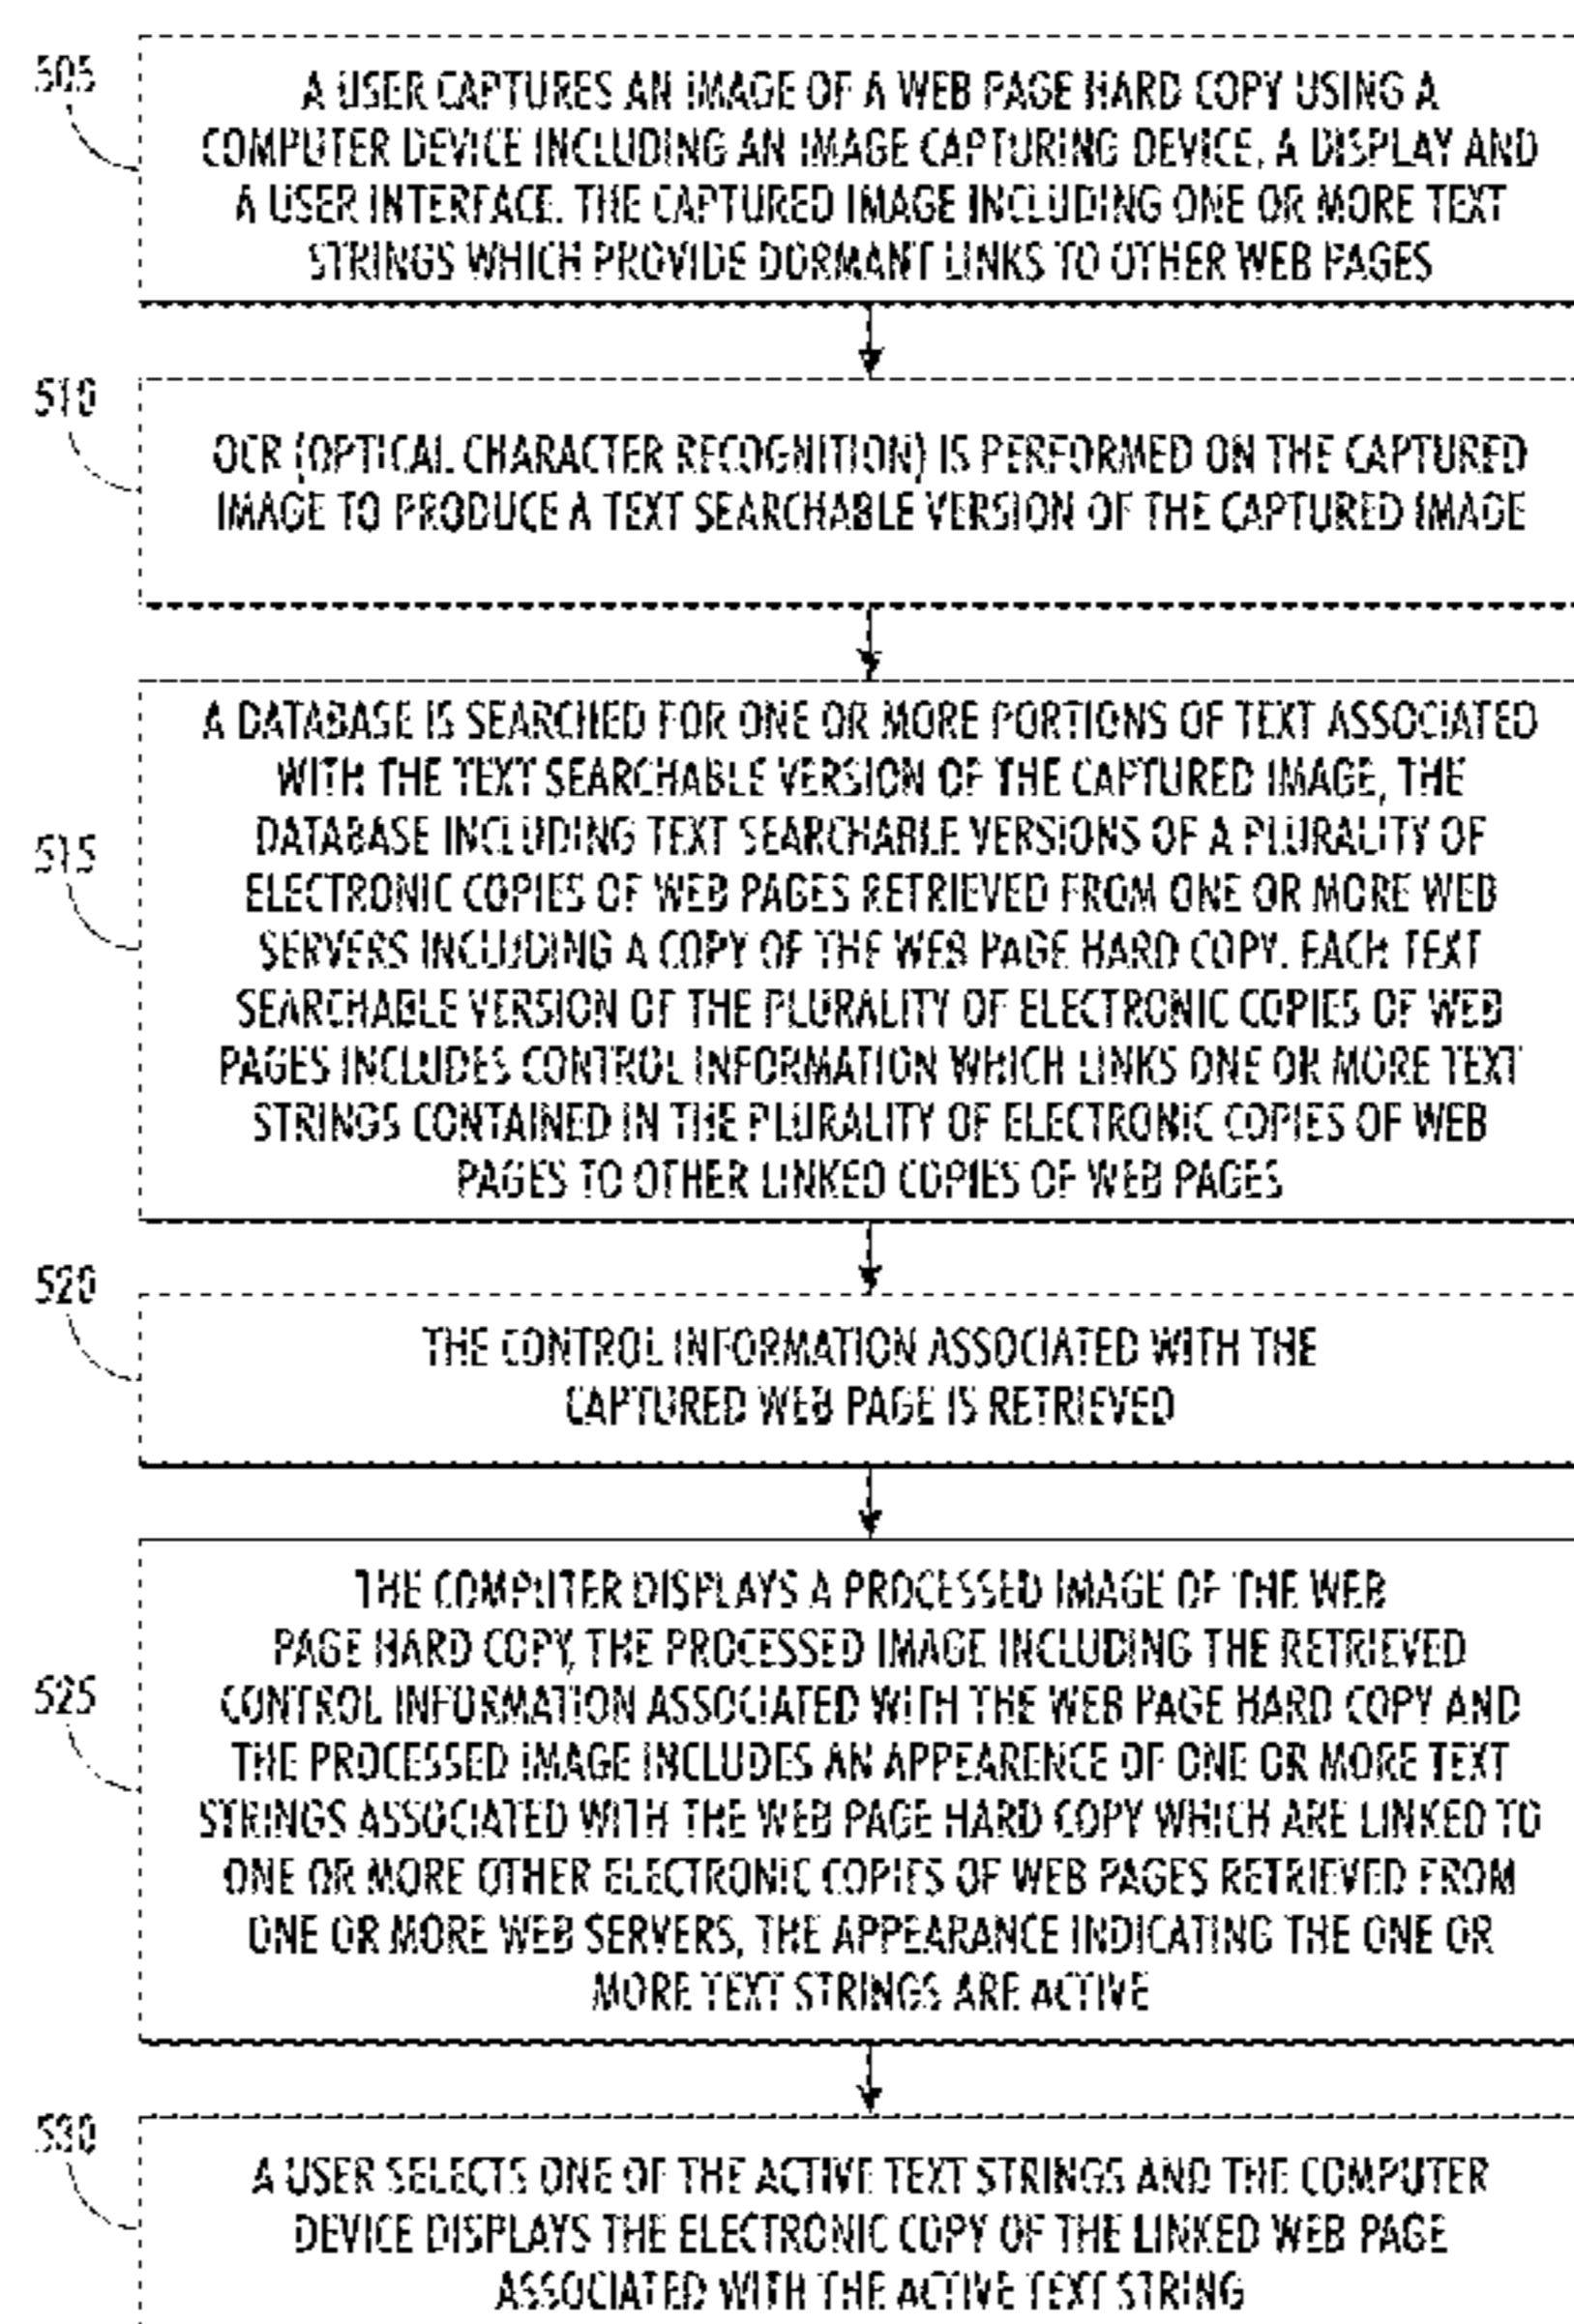 505
A USER CAPTURES AN IMAGE OF A WEB PAGE HARD COPY USING A
COMPUTER DEVICE INCLUDING AN IMAGE CAPTURING DEVICE, A DISPLAY AND
A USER INTERFACE. THE CAPTURED IMAGE INCLUDING ONE OR MORE TEXT
STRINGS WHICH PROVIDE DORMANT LINKS TO OTHER WEB PAGES
510
OCR (OPTICAL CHARACTER RECOGNITION) IS PERFORMED ON THE CAPTURED
IMAGE TO PRODUCE A TEXT SEARCHABLE VERSION OF THE CAPTURED IMAGE
515
A DATABASE IS SEARCHED FOR ONE OR MORE PORTIONS OF TEXT ASSOCIATED
WITH THE TEXT SEARCHABLE VERSION OF THE CAPTURED IMAGE, THE
DATABASE INCLUDING TEXT SEARCHABLE VERSIONS OF A PLURALITY OF
ELECTRONIC COPIES OF WEB PAGES RETRIEVED FROM ONE OR MORE WEB
SERVERS INCLUDING A COPY OF THE WEB PAGE HARD COPY. EACH TEXT
SEARCHABLE VERSION OF THE PLURALITY OF ELECTRONIC COPIES OF WEB
PAGES INCLUDES CONTROL INFORMATION WHICH LINKS ONE OR MORE TEXT
STRINGS CONTAINED IN THE PLURALITY OF ELECTRONIC COPIES OF WEB
PAGES TO OTHER LINKED COPIES OF WEB PAGES
520
THE CONTROL INFORMATION ASSOCIATED WITH THE
CAPTURED WEB PAGE IS RETRIEVED
525
THE COMPUTER DISPLAYS A PROCESSED IMAGE OF THE WEB
PAGE HARD COPY, THE PROCESSED IMAGE INCLUDING THE RETRIEVED
CONTROL INFORMATION ASSOCIATED WITH THE WEB PAGE HARD COPY AND
THE PROCESSED IMAGE INCLUDES AN APPEARENCE OF ONE OR MORE TEXT
STRINGS ASSOCIATED WITH THE WEB PAGE HARD COPY WHICH ARE LINKED TO
ONE OR MORE OTHER ELECTRONIC COPIES OF WEB PAGES RETRIEVED FROM
ONE OR MORE WEB SERVERS, THE APPEARANCE INDICATING THE ONE OR
MORE TEXT STRINGS ARE ACTIVE
530
A USER SELECTS ONE OF THE ACTIVE TEXT STRINGS AND THE COMPUTER
DEVICE DISPLAYS THE ELECTRONIC COPY OF THE LINKED WEB PAGE
ASSOCIATED WITH THE ACTIVE TEXT STRING